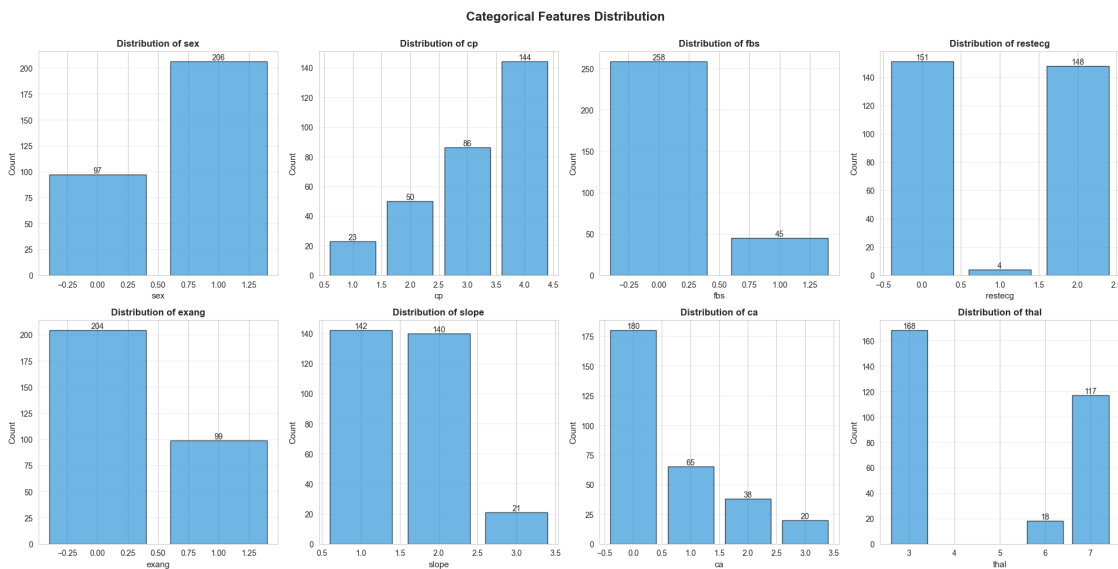 Categorical Features Distribution
Distribution of sex
200
175
150
125
100
75
50
25
0
Count
206
97
−0.25 0.00 0.25 0.50 0.75 1.00 1.25
sex
Distribution of cp
140
120
100
80
60
40
20
0
Count
144
86
50
23
0.5 1.0 1.5 2.0 2.5 3.0 3.5 4.0 4.5
cp
Distribution of fbs
250
200
150
100
50
0
Count
258
45
−0.25 0.00 0.25 0.50 0.75 1.00 1.25
fbs
Distribution of restecg
140
120
100
80
60
40
20
0
Count
151
148
4
−0.5 0.0 0.5 1.0 1.5 2.0
restecg
Distribution of exang
200
175
150
125
100
75
50
25
0
Count
204
99
−0.25 0.00 0.25 0.50 0.75 1.00 1.25
exang
Distribution of slope
140
120
100
80
60
40
20
0
Count
142
140
21
0.5 1.0 1.5 2.0 2.5 3.0 3.5
slope
Distribution of ca
175
150
125
100
75
50
25
0
Count
180
65
38
20
−0.5 0.0 0.5 1.0 1.5 2.0 2.5 3.0 3.5
ca
Distribution of thal
160
140
120
100
80
60
40
20
0
Count
168
117
18
3 4 5 6 7
thal